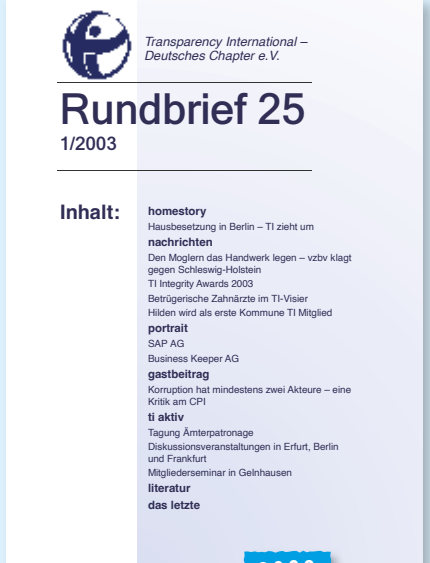 Transparency International –
Deutsches Chapter e.V.
Rundbrief 25
1/2003
Inhalt:
homestory
Hausbesetzung in Berlin – TI zieht um
nachrichten
Den Moglern das Handwerk legen – vzbv klagt
gegen Schleswig-Holstein
TI Integrity Awards 2003
Betrügerische Zahnärzte im TI-Visier
Hilden wird als erste Kommune TI Mitglied
portrait
SAP AG
Business Keeper AG
gastbeitrag
Korruption hat mindestens zwei Akteure – eine
Kritik am CPI
ti aktiv
Tagung Ämterpatronage
Diskussionsveranstaltungen in Erfurt, Berlin
und Frankfurt
Mitgliederseminar in Gelnhausen
literatur
das letzte